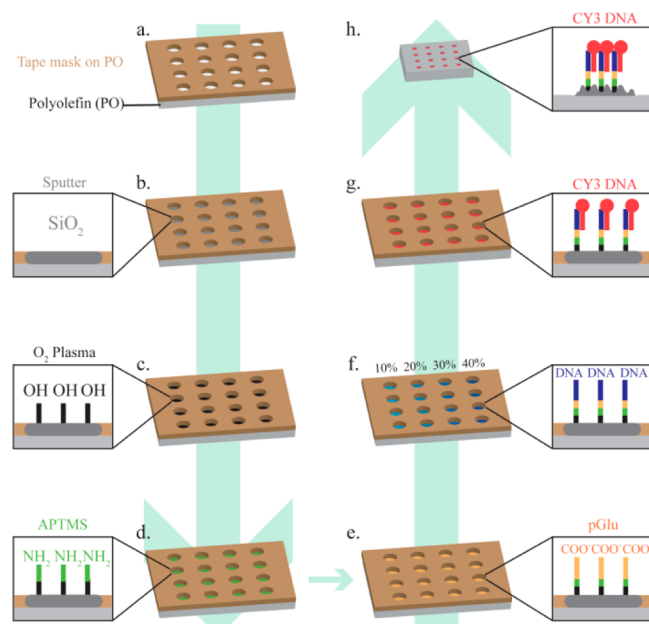 a.
Tape mask on PO
Polyolefin (PO)
b.
Sputter
SiO₂
c.
O₂ Plasma
OH OH OH
d.
APTMS
NH₂ NH₂ NH₂
e.
pGlu
COO⁻ COO⁻ COO⁻
f.
10% 20% 30% 40%
DNA DNA DNA
g.
CY3 DNA
h.
CY3 DNA